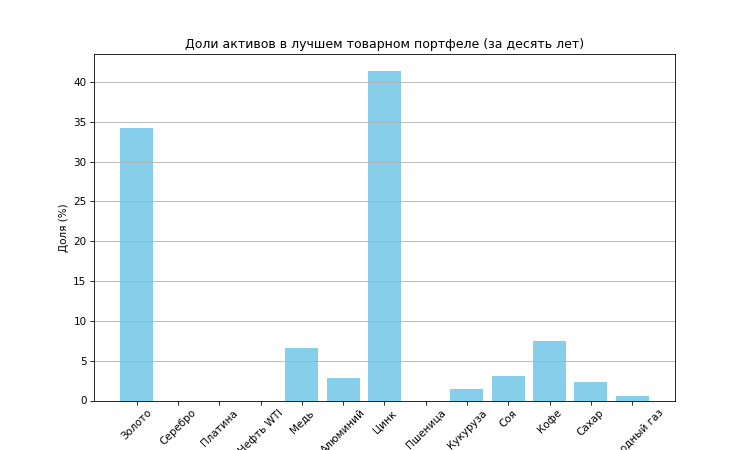 Доли активов в лучшем товарном портфеле (за десять лет)
Доля (%)
40
35
30
25
20
15
10
5
0
Золото
Серебро
Платина
Нефть WTI
Медь
Алюминий
Цинк
Пшеница
Кукуруза
Соя
Кофе
Сахар
одный газ